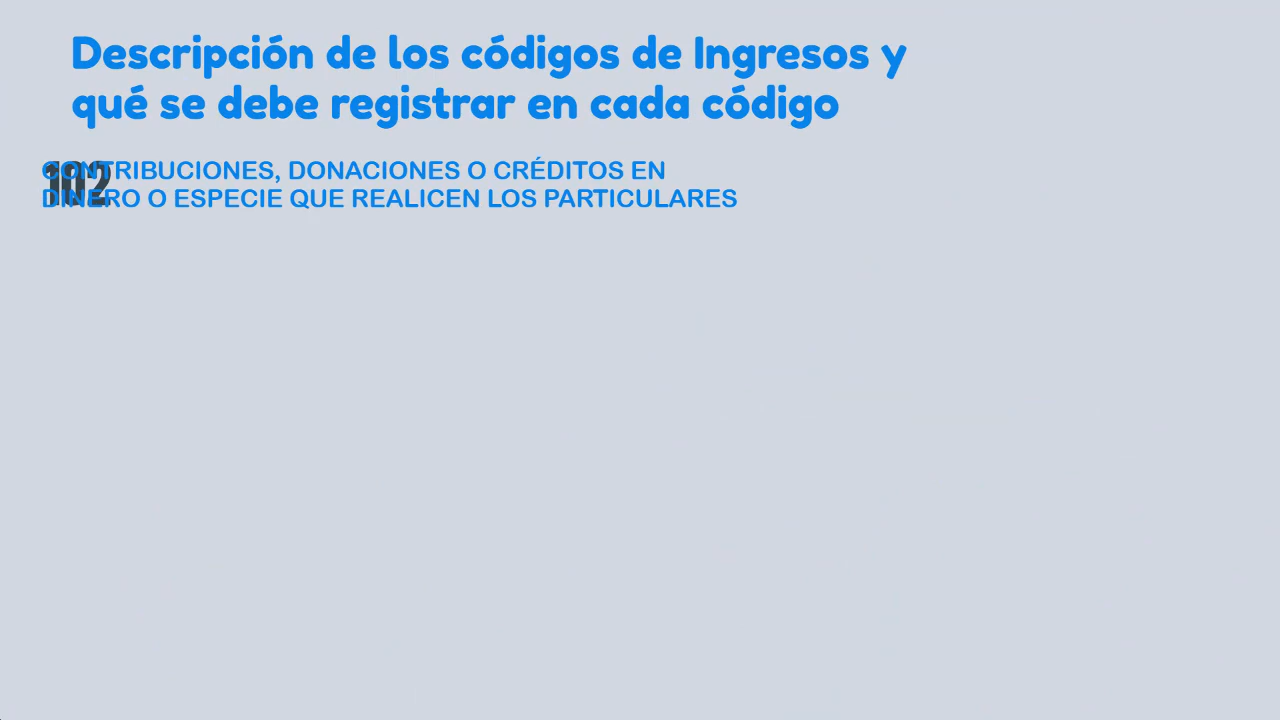 Descripción de los códigos de Ingresos y
qué se debe registrar en cada código
102
CONTRIBUCIONES, DONACIONES O CRÉDITOS EN
DINERO O ESPECIE QUE REALICEN LOS PARTICULARES